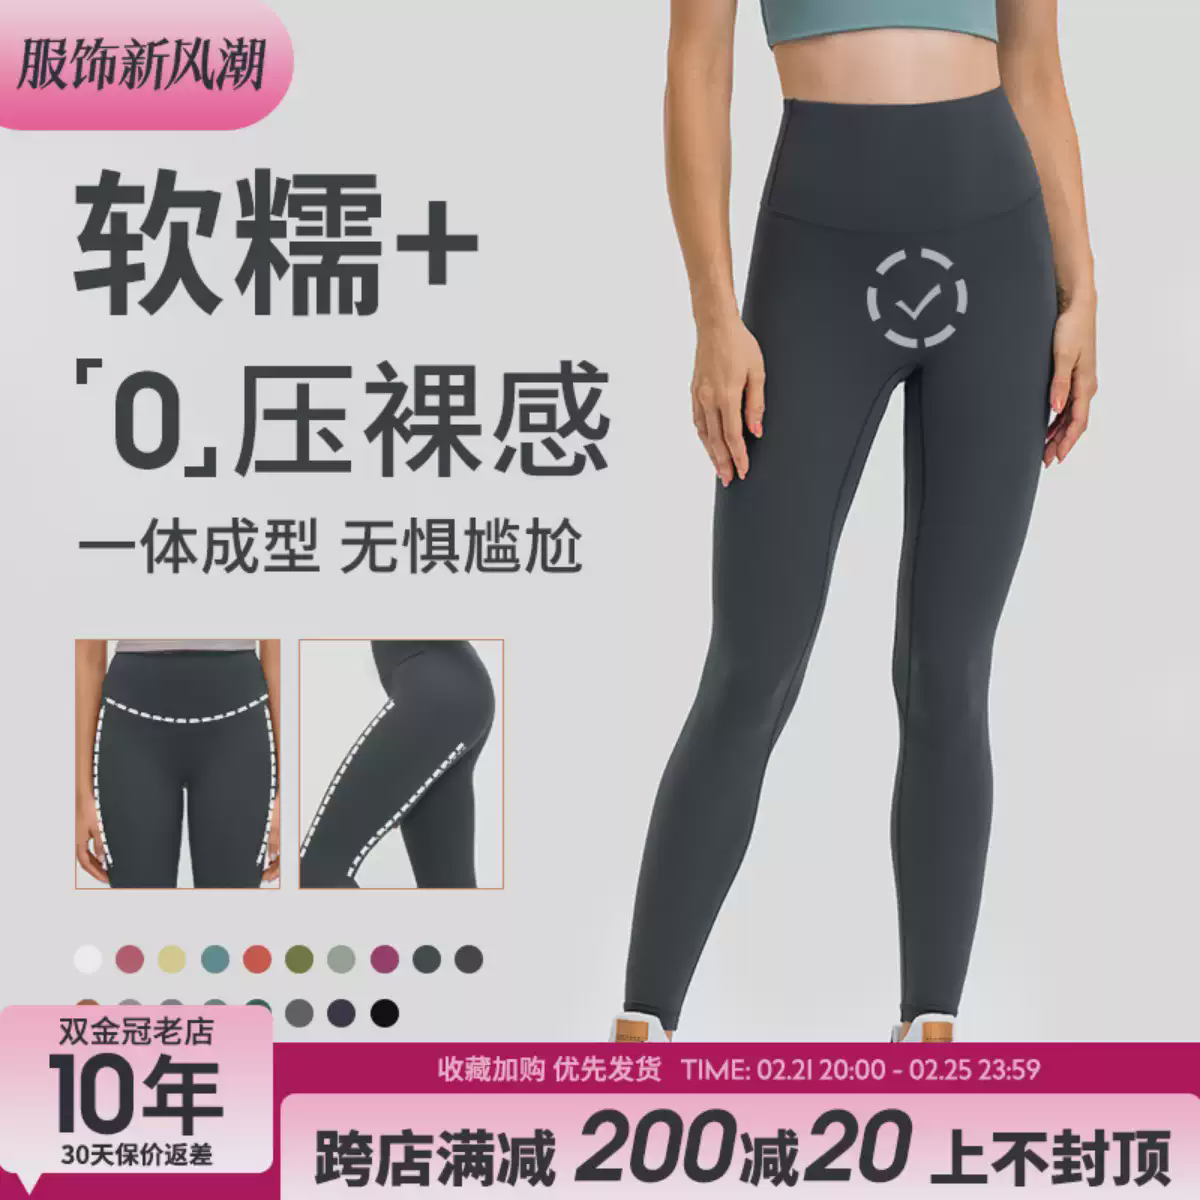 服饰新风潮
软糯+
「0」压裸感
一体成型 无惧尴尬
双金冠老店
10年
30天保价返差
收藏加购 优先发货 TIME: 02.21 20:00 - 02.25 23:59
跨店满减 200减20 上不封顶